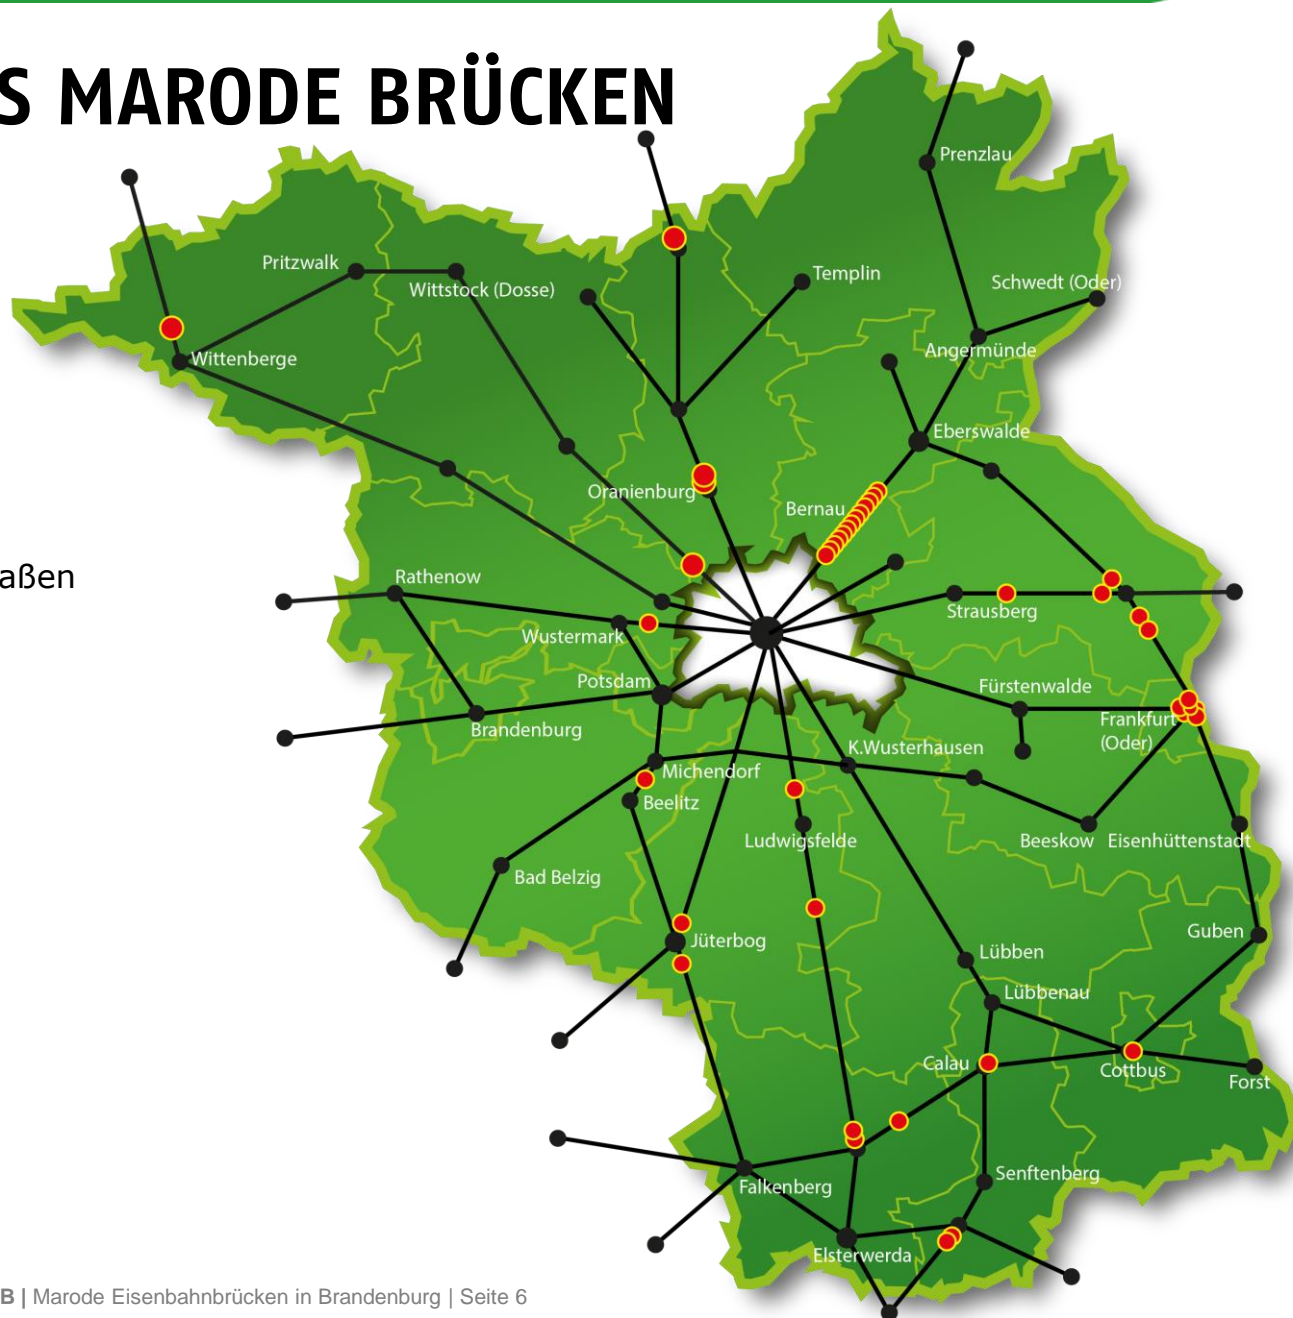 S MARODE BRÜCKEN
Prenzlau
Pritzwalk
Wittstock (Dosse)
Templin
Schwedt (Oder)
Wittenberge
Angermünde
Eberswalde
Oranienburg
Bernau
aßen
Rathenow
Strausberg
Wustermark
Potsdam
Fürstenwalde
Brandenburg
Frankfurt
(Oder)
K.Wusterhausen
Michendorf
Beelitz
Ludwigsfelde
Beeskow
Eisenhüttenstadt
Bad Belzig
Guben
Jüterbog
Lübben
Lübbenau
Calau
Cottbus
Forst
Senftenberg
Falkenberg
Elsterwerda
B | Marode Eisenbahnbrücken in Brandenburg | Seite 6